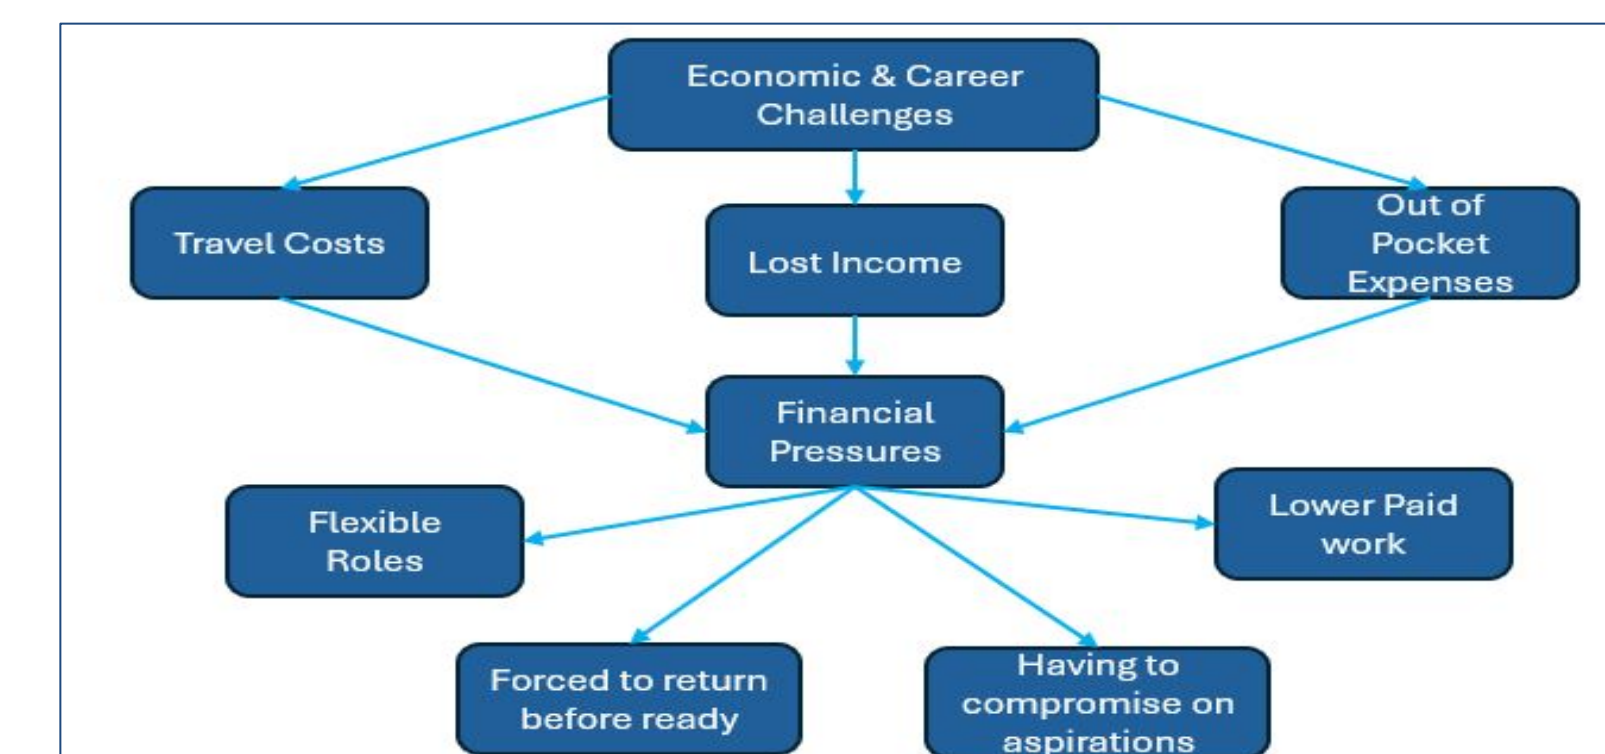 Economic & Career
Challenges
Travel Costs
Lost Income
Out of
Pocket
Expenses
Financial
Pressures
Flexible
Roles
Lower Paid
work
Forced to return
before ready
Having to
compromise on
aspirations